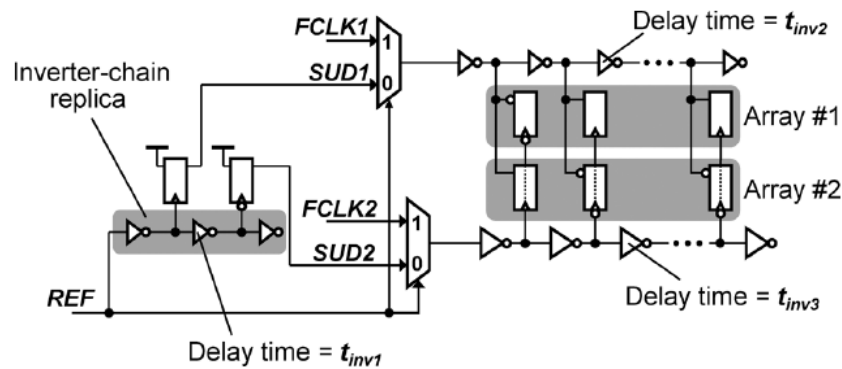 FCLK1
1
Delay time = tinv2
Inverter-chain
replica
SUD1
0
Array #1
Array #2
FCLK2
1
SUD2
0
REF
Delay time = tinv1
Delay time = tinv3